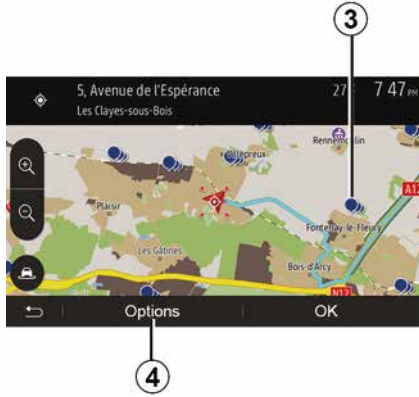 3
5, Avenue de l'Espérance
27° 7 47 PM
Les Clayes-sous-Bois
Rennemoulin
Villepreux
A12
Plaisir
Fontenay-le-Fleury
Les Gâtines
Bois-d'Arcy
N12
Options OK
4